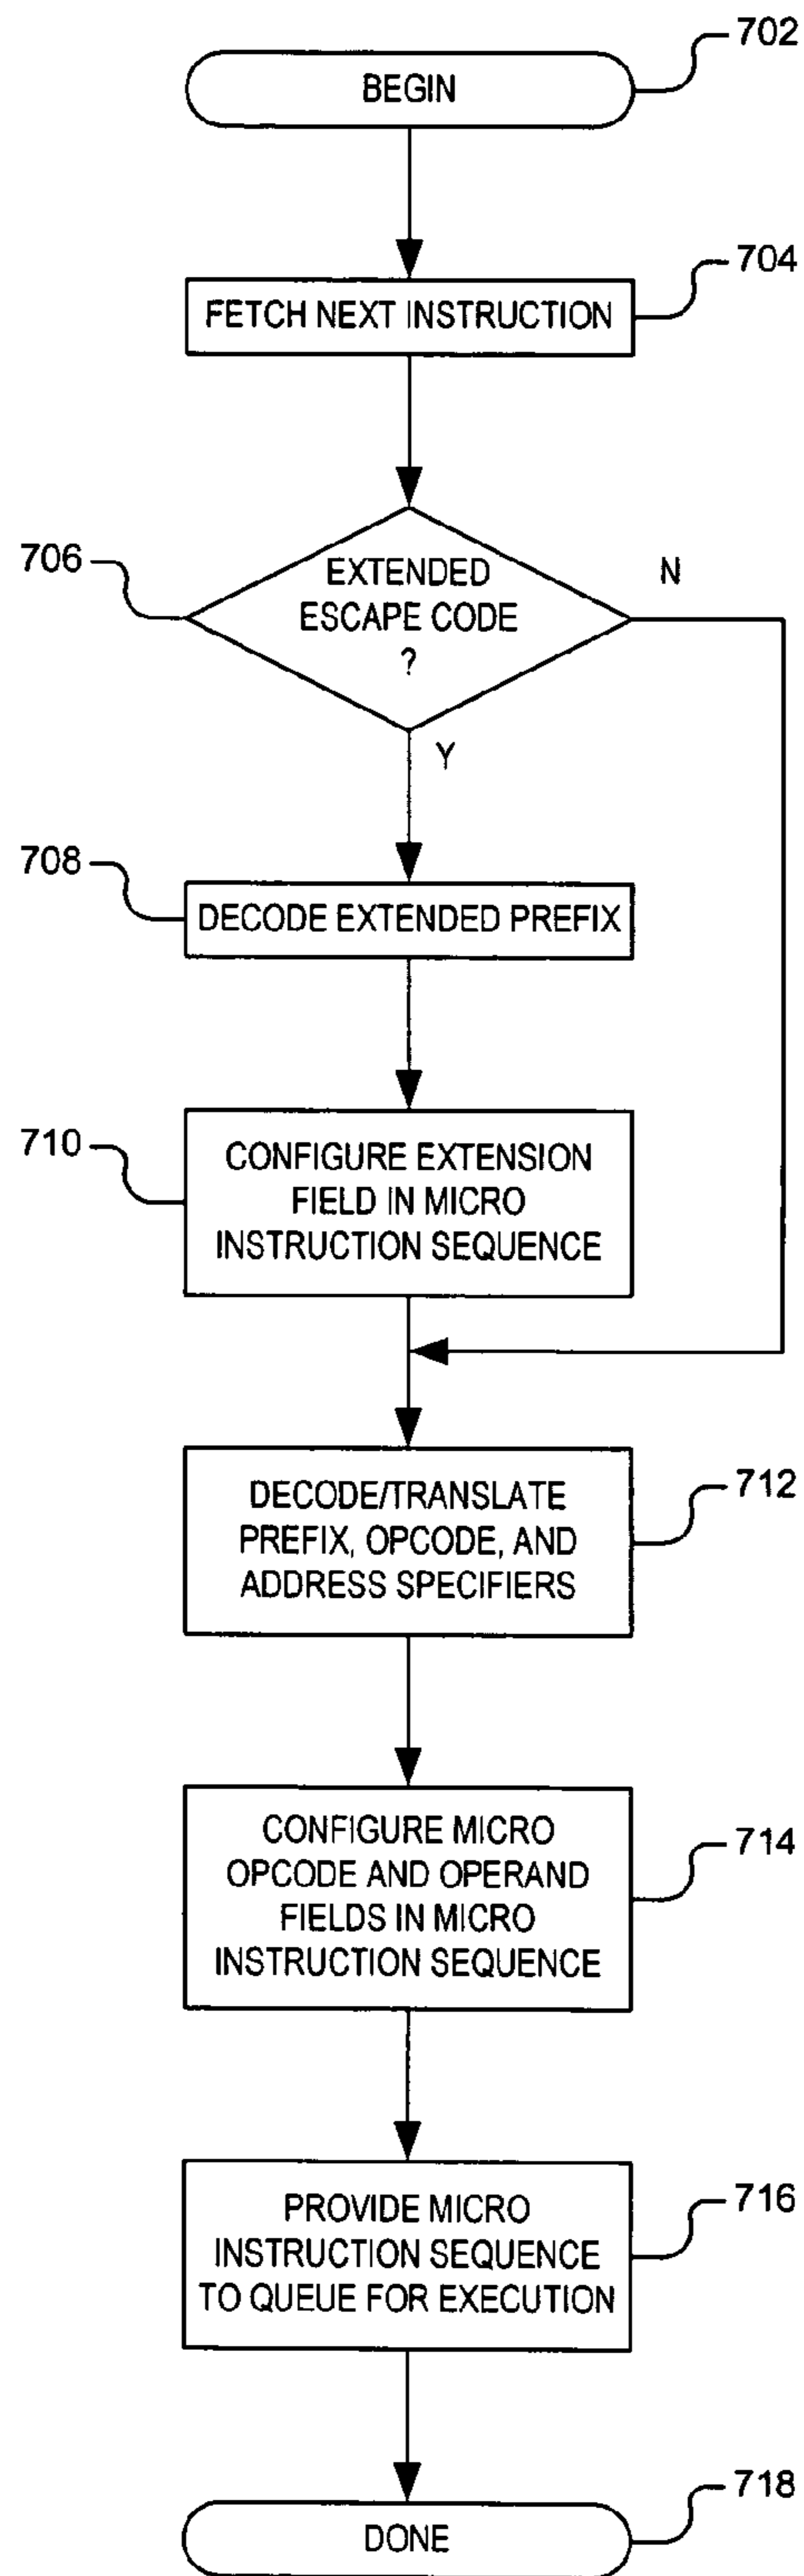 702
BEGIN
704
FETCH NEXT INSTRUCTION
706
EXTENDED
ESCAPE CODE
?
N
Y
708
DECODE EXTENDED PREFIX
710
CONFIGURE EXTENSION
FIELD IN MICRO
INSTRUCTION SEQUENCE
712
DECODE/TRANSLATE
PREFIX, OPCODE, AND
ADDRESS SPECIFIERS
714
CONFIGURE MICRO
OPCODE AND OPERAND
FIELDS IN MICRO
INSTRUCTION SEQUENCE
716
PROVIDE MICRO
INSTRUCTION SEQUENCE
TO QUEUE FOR EXECUTION
718
DONE